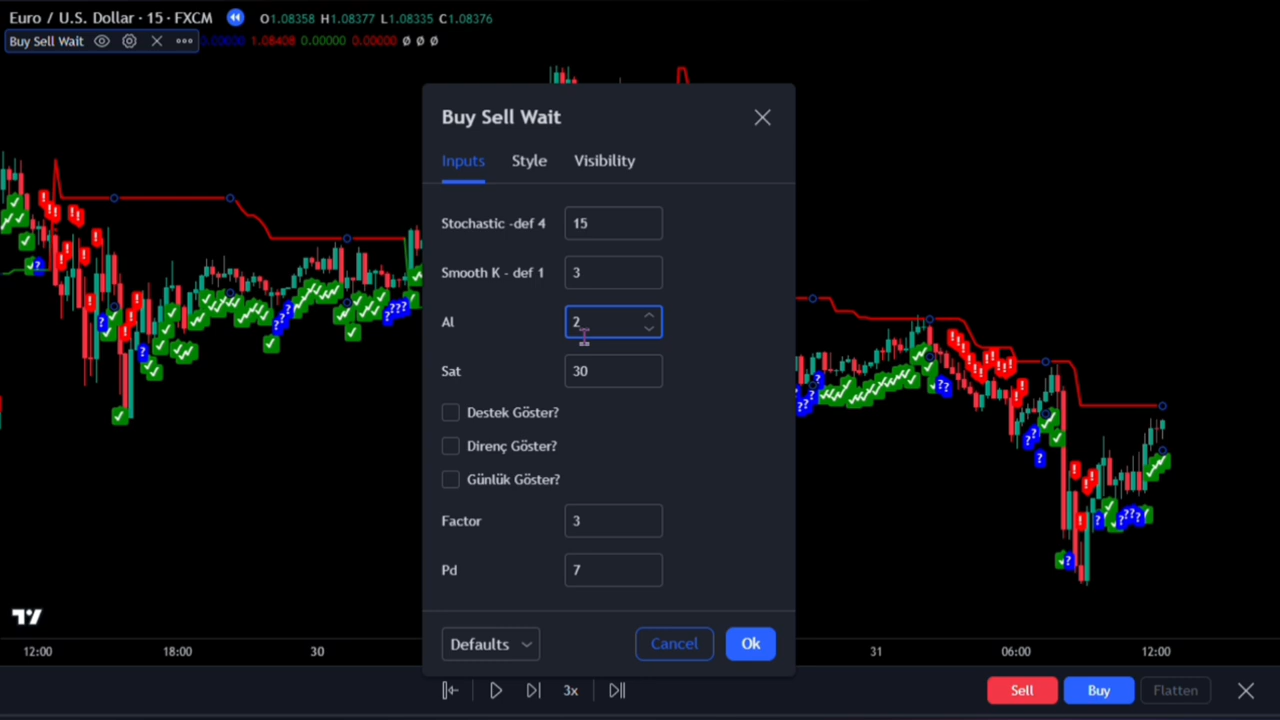 Euro / U.S. Dollar · 15 · FXCM O1.08358 H1.08377 L1.08335 C1.08376
Buy Sell Wait 0.00000 1.08408 0.00000 0.00000 Ø Ø Ø
Buy Sell Wait
Inputs Style Visibility
Stochastic -def 4 15
Smooth K - def 1 3
Al 2
Sat 30
Destek Göster?
Direnç Göster?
Günlük Göster?
Factor 3
Pd 7
Defaults Cancel Ok
12:00 18:00 30 31 06:00 12:00
3x Sell Buy Flatten